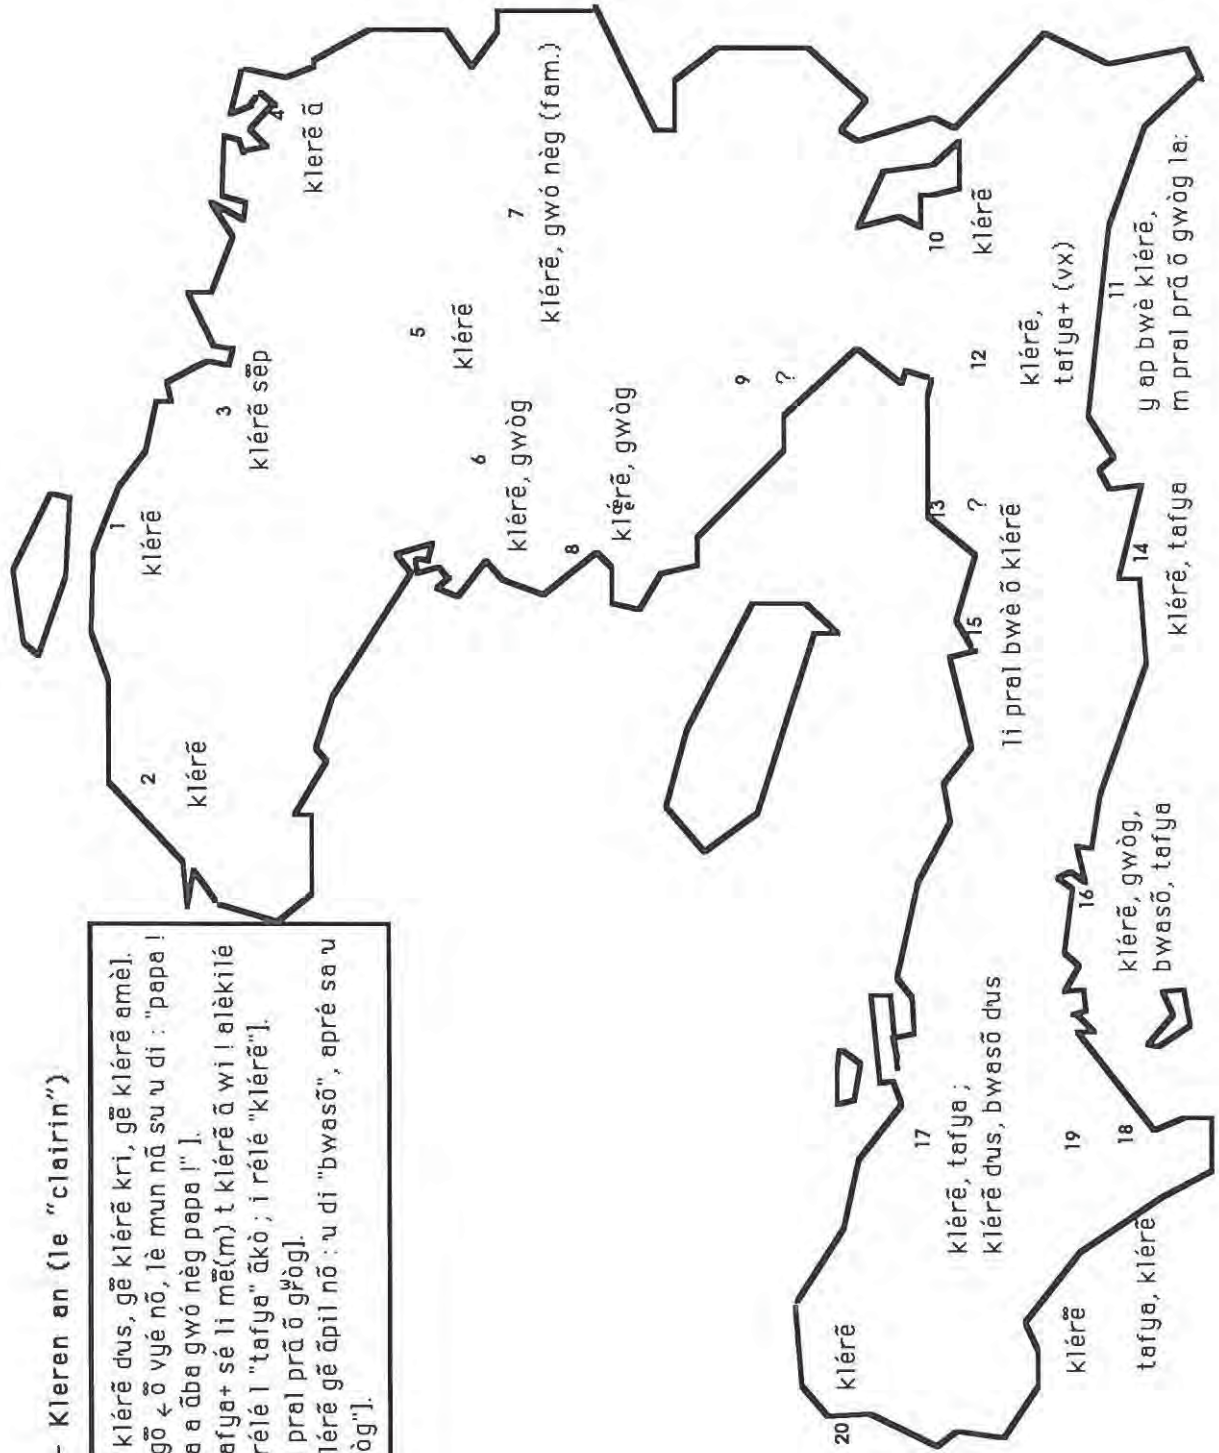 - Kleren an (le "clairin")
klérẽ dus, gẽ klérẽ kri, gẽ klérẽ amèl].
gõ ← õ vyé nõ, lè mun nã s'u 'u di : "papa !
a a ãba gwó nèg papa !" ].
afya+ sé li mẽ(m) t klérẽ ã wi ! alèkilé
rélé l "tafya" ãkò ; i rélé "klérẽ"].
pral prã õ gròg].
lérẽ gẽ ãpil nõ : 'u di "bwasõ", apré sa 'u
òg"].
1
klérẽ
2
klérẽ
3
klérẽ sẽp
4
klerẽ ã
5
klérẽ
6
klérẽ, gwòg
7
klérẽ, gwó nèg (fam.)
8
klérẽ, gwòg
9
?
10
klérẽ
11
y ap bwè klérẽ,
m pral prã õ gwòg la:
12
klérẽ,
tafya+ (vx)
13
?
14
klérẽ, tafya
15
li pral bwè õ klérẽ
16
klérẽ, gwòg,
bwasõ, tafya
17
klérẽ, tafya ;
klérẽ dus, bwasõ dus
18
tafya, klérẽ
19
klérẽ
20
klérẽ